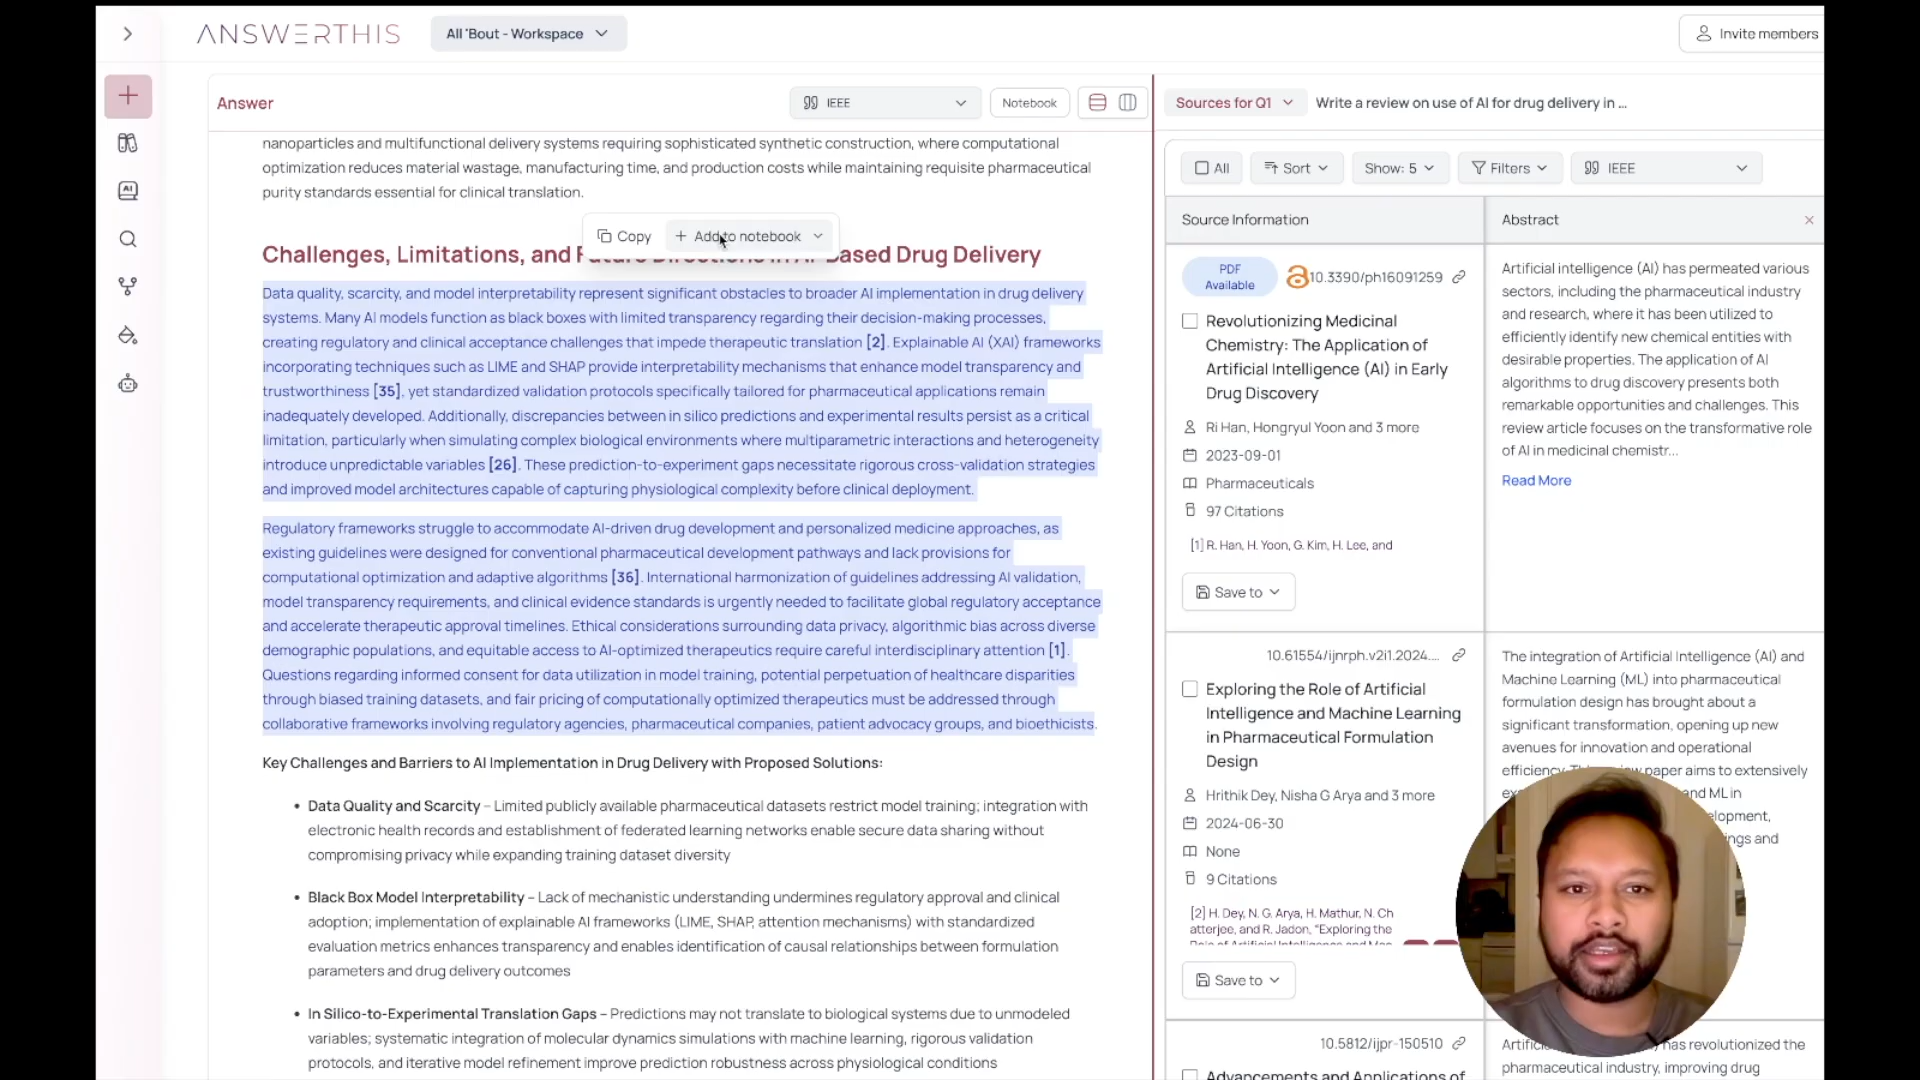 ANSWERTHIS
All 'Bout - Workspace
Invite members
Answer
IEEE
Notebook
nanoparticles and multifunctional delivery systems requiring sophisticated synthetic construction, where computational
optimization reduces material wastage, manufacturing time, and production costs while maintaining requisite pharmaceutical
purity standards essential for clinical translation.
Copy
Add to notebook
Challenges, Limitations, and Future Directions in AI-Based Drug Delivery
Data quality, scarcity, and model interpretability represent significant obstacles to broader AI implementation in drug delivery
systems. Many AI models function as black boxes with limited transparency regarding their decision-making processes,
creating regulatory and clinical acceptance challenges that impede therapeutic translation [2]. Explainable AI (XAI) frameworks
incorporating techniques such as LIME and SHAP provide interpretability mechanisms that enhance model transparency and
trustworthiness [35], yet standardized validation protocols specifically tailored for pharmaceutical applications remain
inadequately developed. Additionally, discrepancies between in silico predictions and experimental results persist as a critical
limitation, particularly when simulating complex biological environments where multiparametric interactions and heterogeneity
introduce unpredictable variables [26]. These prediction-to-experiment gaps necessitate rigorous cross-validation strategies
and improved model architectures capable of capturing physiological complexity before clinical deployment.
Regulatory frameworks struggle to accommodate AI-driven drug development and personalized medicine approaches, as
existing guidelines were designed for conventional pharmaceutical development pathways and lack provisions for
computational optimization and adaptive algorithms [36]. International harmonization of guidelines addressing AI validation,
model transparency requirements, and clinical evidence standards is urgently needed to facilitate global regulatory acceptance
and accelerate therapeutic approval timelines. Ethical considerations surrounding data privacy, algorithmic bias across diverse
demographic populations, and equitable access to AI-optimized therapeutics require careful interdisciplinary attention [1].
Questions regarding informed consent for data utilization in model training, potential perpetuation of healthcare disparities
through biased training datasets, and fair pricing of computationally optimized therapeutics must be addressed through
collaborative frameworks involving regulatory agencies, pharmaceutical companies, patient advocacy groups, and bioethicists.
Key Challenges and Barriers to AI Implementation in Drug Delivery with Proposed Solutions:
• Data Quality and Scarcity – Limited publicly available pharmaceutical datasets restrict model training; integration with
electronic health records and establishment of federated learning networks enable secure data sharing without
compromising privacy while expanding training dataset diversity
• Black Box Model Interpretability – Lack of mechanistic understanding undermines regulatory approval and clinical
adoption; implementation of explainable AI frameworks (LIME, SHAP, attention mechanisms) with standardized
evaluation metrics enhances transparency and enables identification of causal relationships between formulation
parameters and drug delivery outcomes
• In Silico-to-Experimental Translation Gaps – Predictions may not translate to biological systems due to unmodeled
variables; systematic integration of molecular dynamics simulations with machine learning, rigorous validation
protocols, and iterative model refinement improve prediction robustness across physiological conditions
Sources for Q1
Write a review on use of AI for drug delivery in ...
All
Sort
Show: 5
Filters
IEEE
Source Information
Abstract
PDF
Available
10.3390/ph16091259
Revolutionizing Medicinal
Chemistry: The Application of
Artificial Intelligence (AI) in Early
Drug Discovery
Ri Han, Hongryul Yoon and 3 more
2023-09-01
Pharmaceuticals
97 Citations
[1] R. Han, H. Yoon, G. Kim, H. Lee, and
Save to
Artificial intelligence (AI) has permeated various
sectors, including the pharmaceutical industry
and research, where it has been utilized to
efficiently identify new chemical entities with
desirable properties. The application of AI
algorithms to drug discovery presents both
remarkable opportunities and challenges. This
review article focuses on the transformative role
of AI in medicinal chemistr...
Read More
10.61554/ijnrph.v2i1.2024....
Exploring the Role of Artificial
Intelligence and Machine Learning
in Pharmaceutical Formulation
Design
Hrithik Dey, Nisha G Arya and 3 more
2024-06-30
None
9 Citations
[2] H. Dey, N. G. Arya, H. Mathur, N. Ch
atterjee, and R. Jadon, "Exploring the
Role of Artificial Intelligence and Mac
Save to
The integration of Artificial Intelligence (AI) and
Machine Learning (ML) into pharmaceutical
formulation design has brought about a
significant transformation, opening up new
avenues for innovation and operational
efficiency. paper aims to extensively
and ML in
10.5812/ijpr-150510
Advancements and Applications of
has revolutionized the
pharmaceutical industry, improving drug